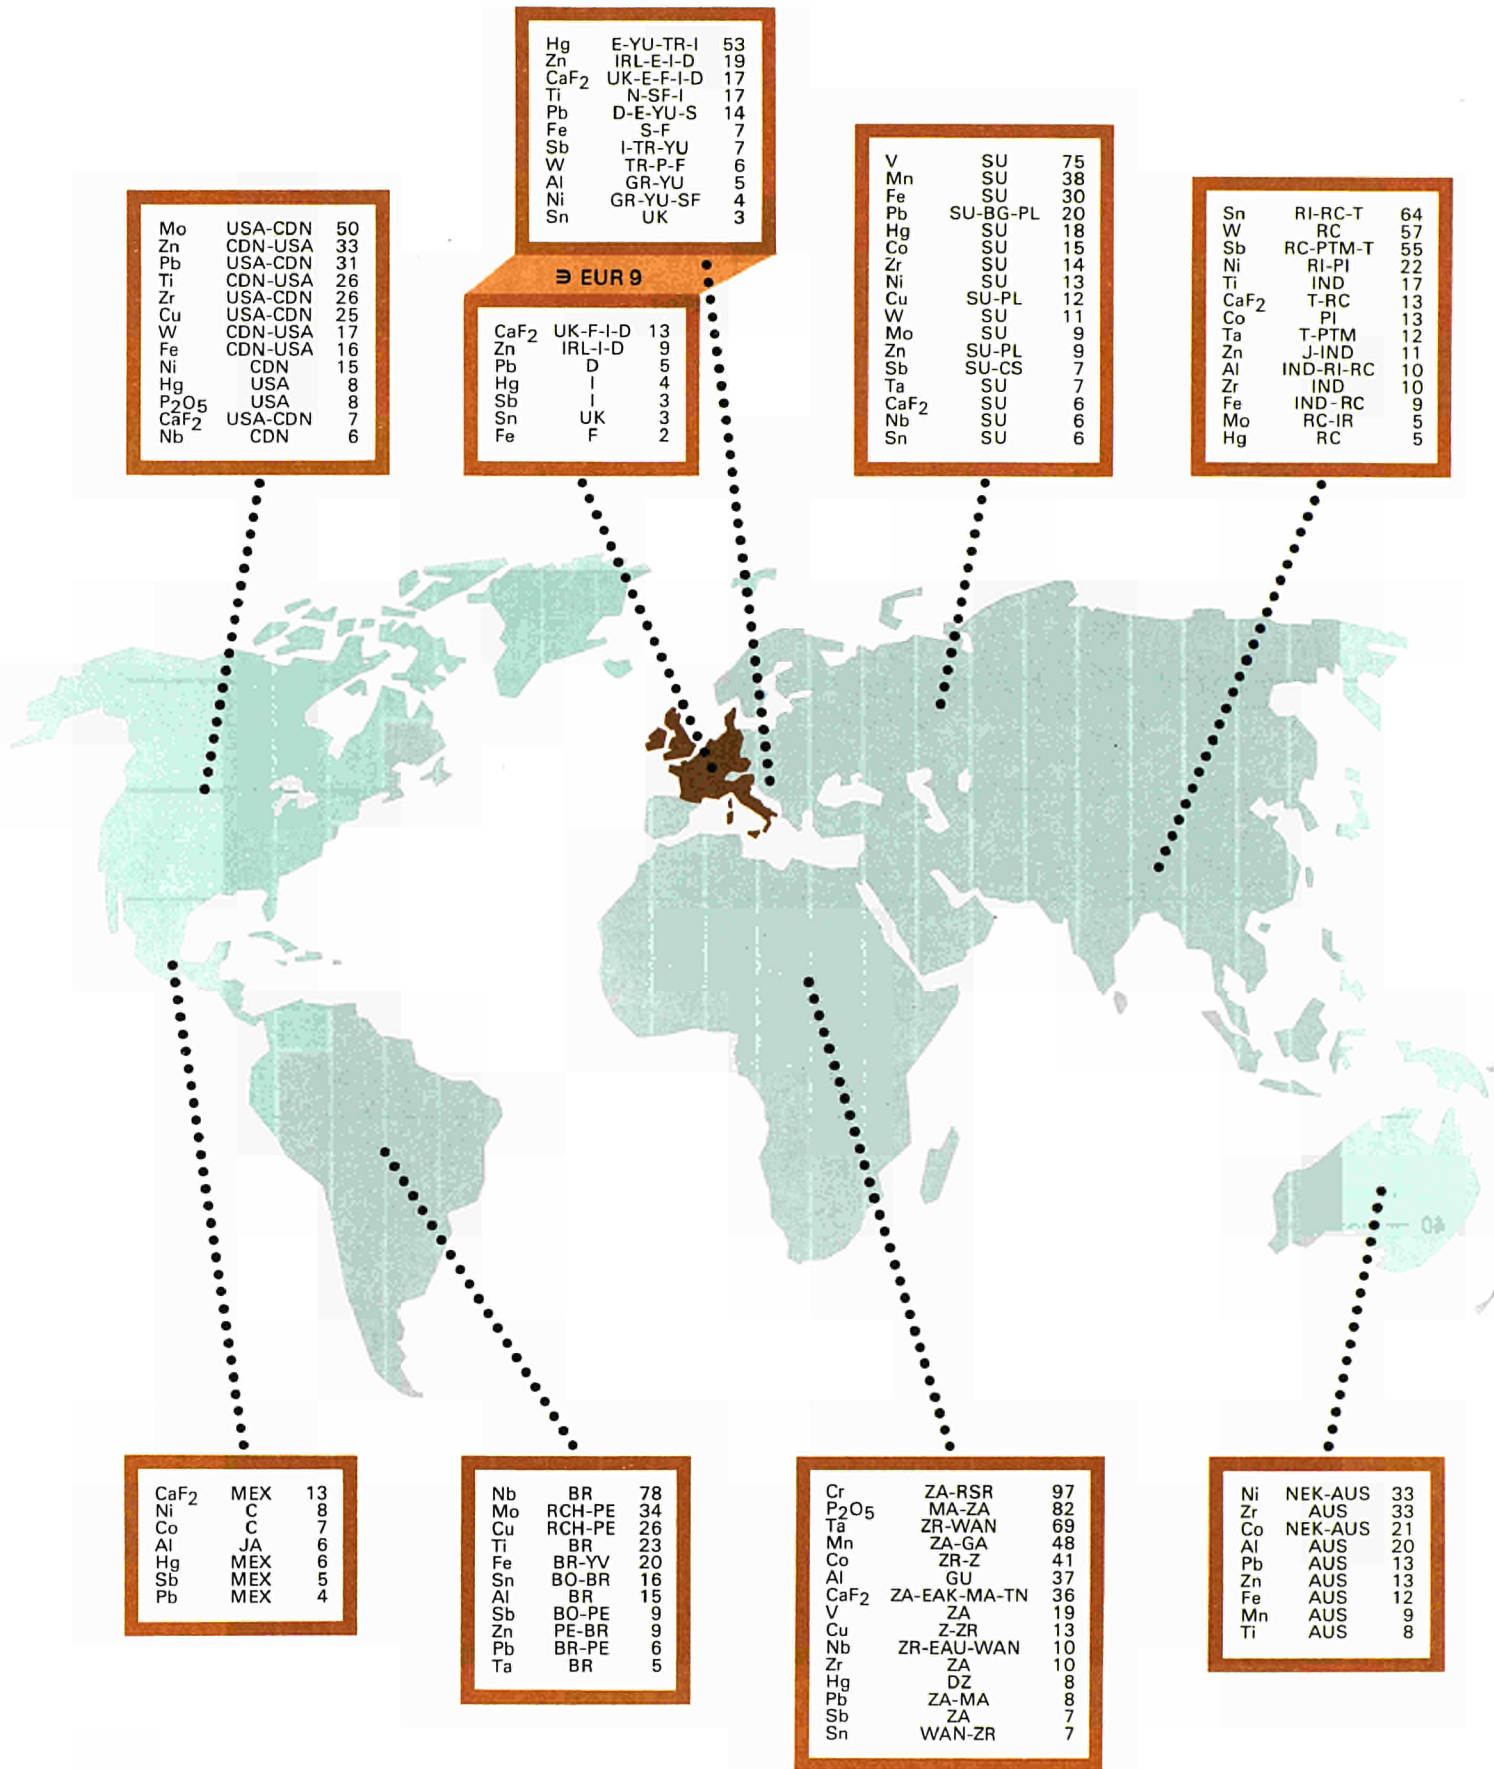 Hg E-YU-TR-I 53
Zn IRL-E-I-D 19
CaF2 UK-E-F-I-D 17
Ti N-SF-I 17
Pb D-E-YU-S 14
Fe S-F 7
Sb I-TR-YU 7
W TR-P-F 6
Al GR-YU 5
Ni GR-YU-SF 4
Sn UK 3
∋ EUR 9
CaF2 UK-F-I-D 13
Zn IRL-I-D 9
Pb D 5
Hg I 4
Sb I 3
Sn UK 3
Fe F 2
Mo USA-CDN 50
Zn CDN-USA 33
Pb USA-CDN 31
Ti CDN-USA 26
Zr USA-CDN 26
Cu USA-CDN 25
W CDN-USA 17
Fe CDN-USA 16
Ni CDN 15
Hg USA 8
P2O5 USA 8
CaF2 USA-CDN 7
Nb CDN 6
V SU 75
Mn SU 38
Fe SU 30
Pb SU-BG-PL 20
Hg SU 18
Co SU 15
Zr SU 14
Ni SU 13
Cu SU-PL 12
W SU 11
Mo SU 9
Zn SU-PL 9
Sb SU-CS 7
Ta SU 7
CaF2 SU 6
Nb SU 6
Sn SU 6
Sn RI-RC-T 64
W RC 57
Sb RC-PTM-T 55
Ni RI-PI 22
Ti IND 17
CaF2 T-RC 13
Co PI 13
Ta T-PTM 12
Zn J-IND 11
Al IND-RI-RC 10
Zr IND 10
Fe IND-RC 9
Mo RC-IR 5
Hg RC 5
40
CaF2 MEX 13
Ni C 8
Co C 7
Al JA 6
Hg MEX 6
Sb MEX 5
Pb MEX 4
Nb BR 78
Mo RCH-PE 34
Cu RCH-PE 26
Ti BR 23
Fe BR-YV 20
Sn BO-BR 16
Al BR 15
Sb BO-PE 9
Zn PE-BR 9
Pb BR-PE 6
Ta BR 5
Cr ZA-RSR 97
P2O5 MA-ZA 82
Ta ZR-WAN 69
Mn ZA-GA 48
Co ZR-Z 41
Al GU 37
CaF2 ZA-EAK-MA-TN 36
V ZA 19
Cu Z-ZR 13
Nb ZR-EAU-WAN 10
Zr ZA 10
Hg DZ 8
Pb ZA-MA 8
Sb ZA 7
Sn WAN-ZR 7
Ni NEK-AUS 33
Zr AUS 33
Co NEK-AUS 21
Al AUS 20
Pb AUS 13
Zn AUS 13
Fe AUS 12
Mn AUS 9
Ti AUS 8